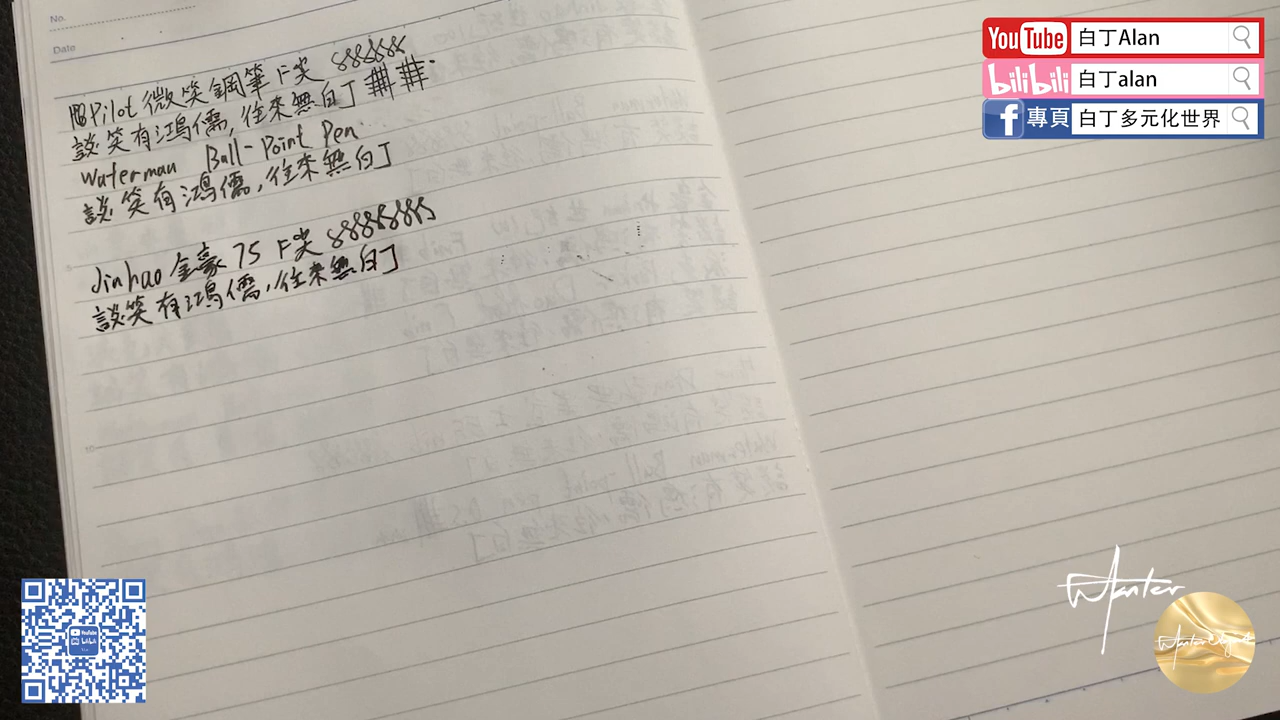 No.
Date
Pilot 微笑鋼筆 F尖 888888
談笑有鴻儒,往來無白丁 ## ##.
Waterman Ball-Point Pen.
談笑有鴻儒,往來無白丁
Jinhao 金豪 75 F尖 8888888
談笑有鴻儒,往來無白丁
YouTube 白丁Alan
bilibili 白丁alan
f 專頁 白丁多元化世界
Wanter